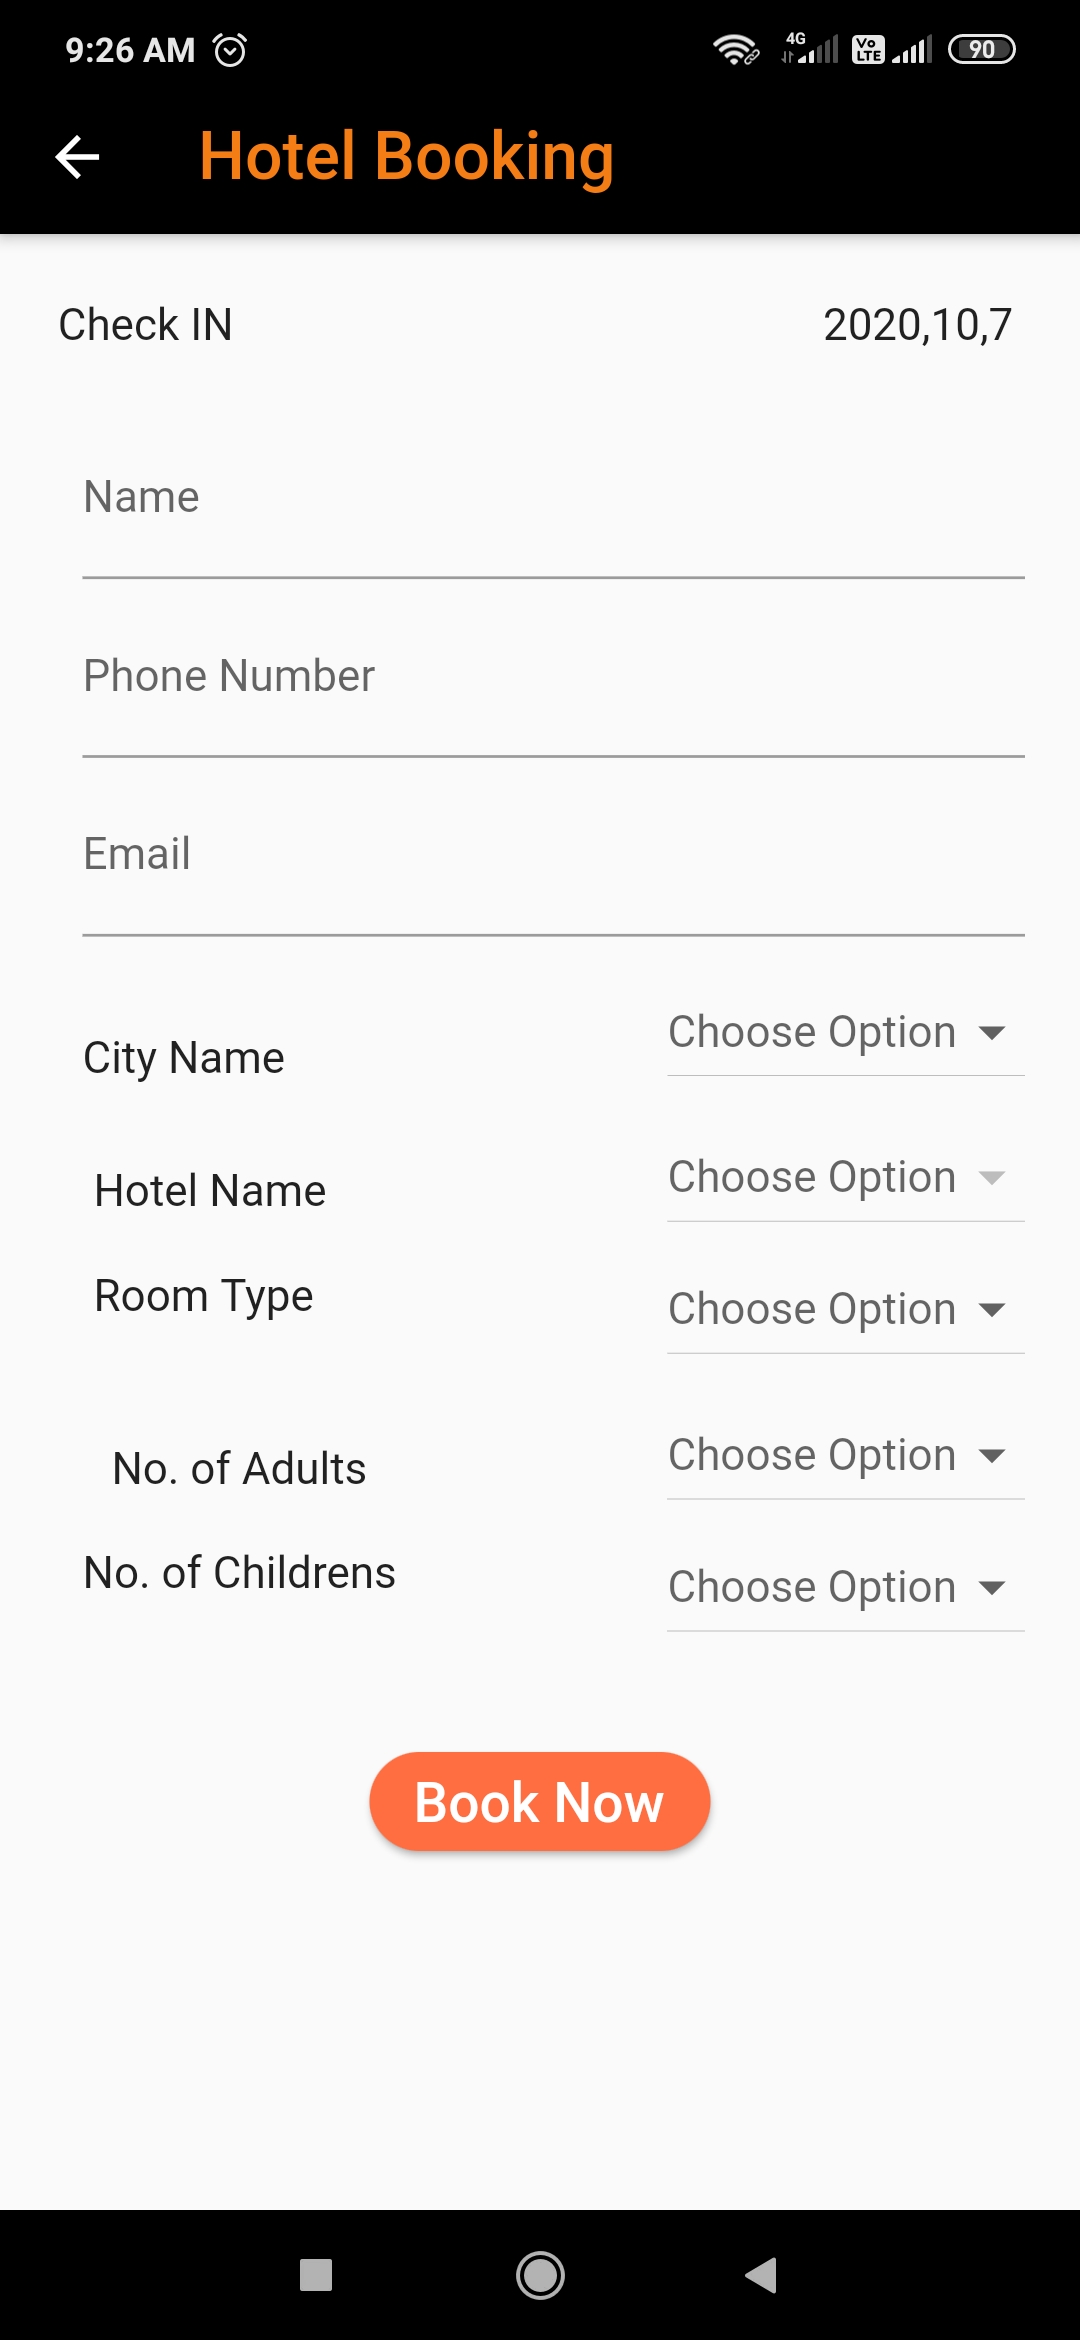 9:26 AM 4G Vo LTE 90
Hotel Booking
Check IN 2020,10,7
Name
Phone Number
Email
City Name Choose Option
Hotel Name Choose Option
Room Type Choose Option
No. of Adults Choose Option
No. of Childrens Choose Option
Book Now